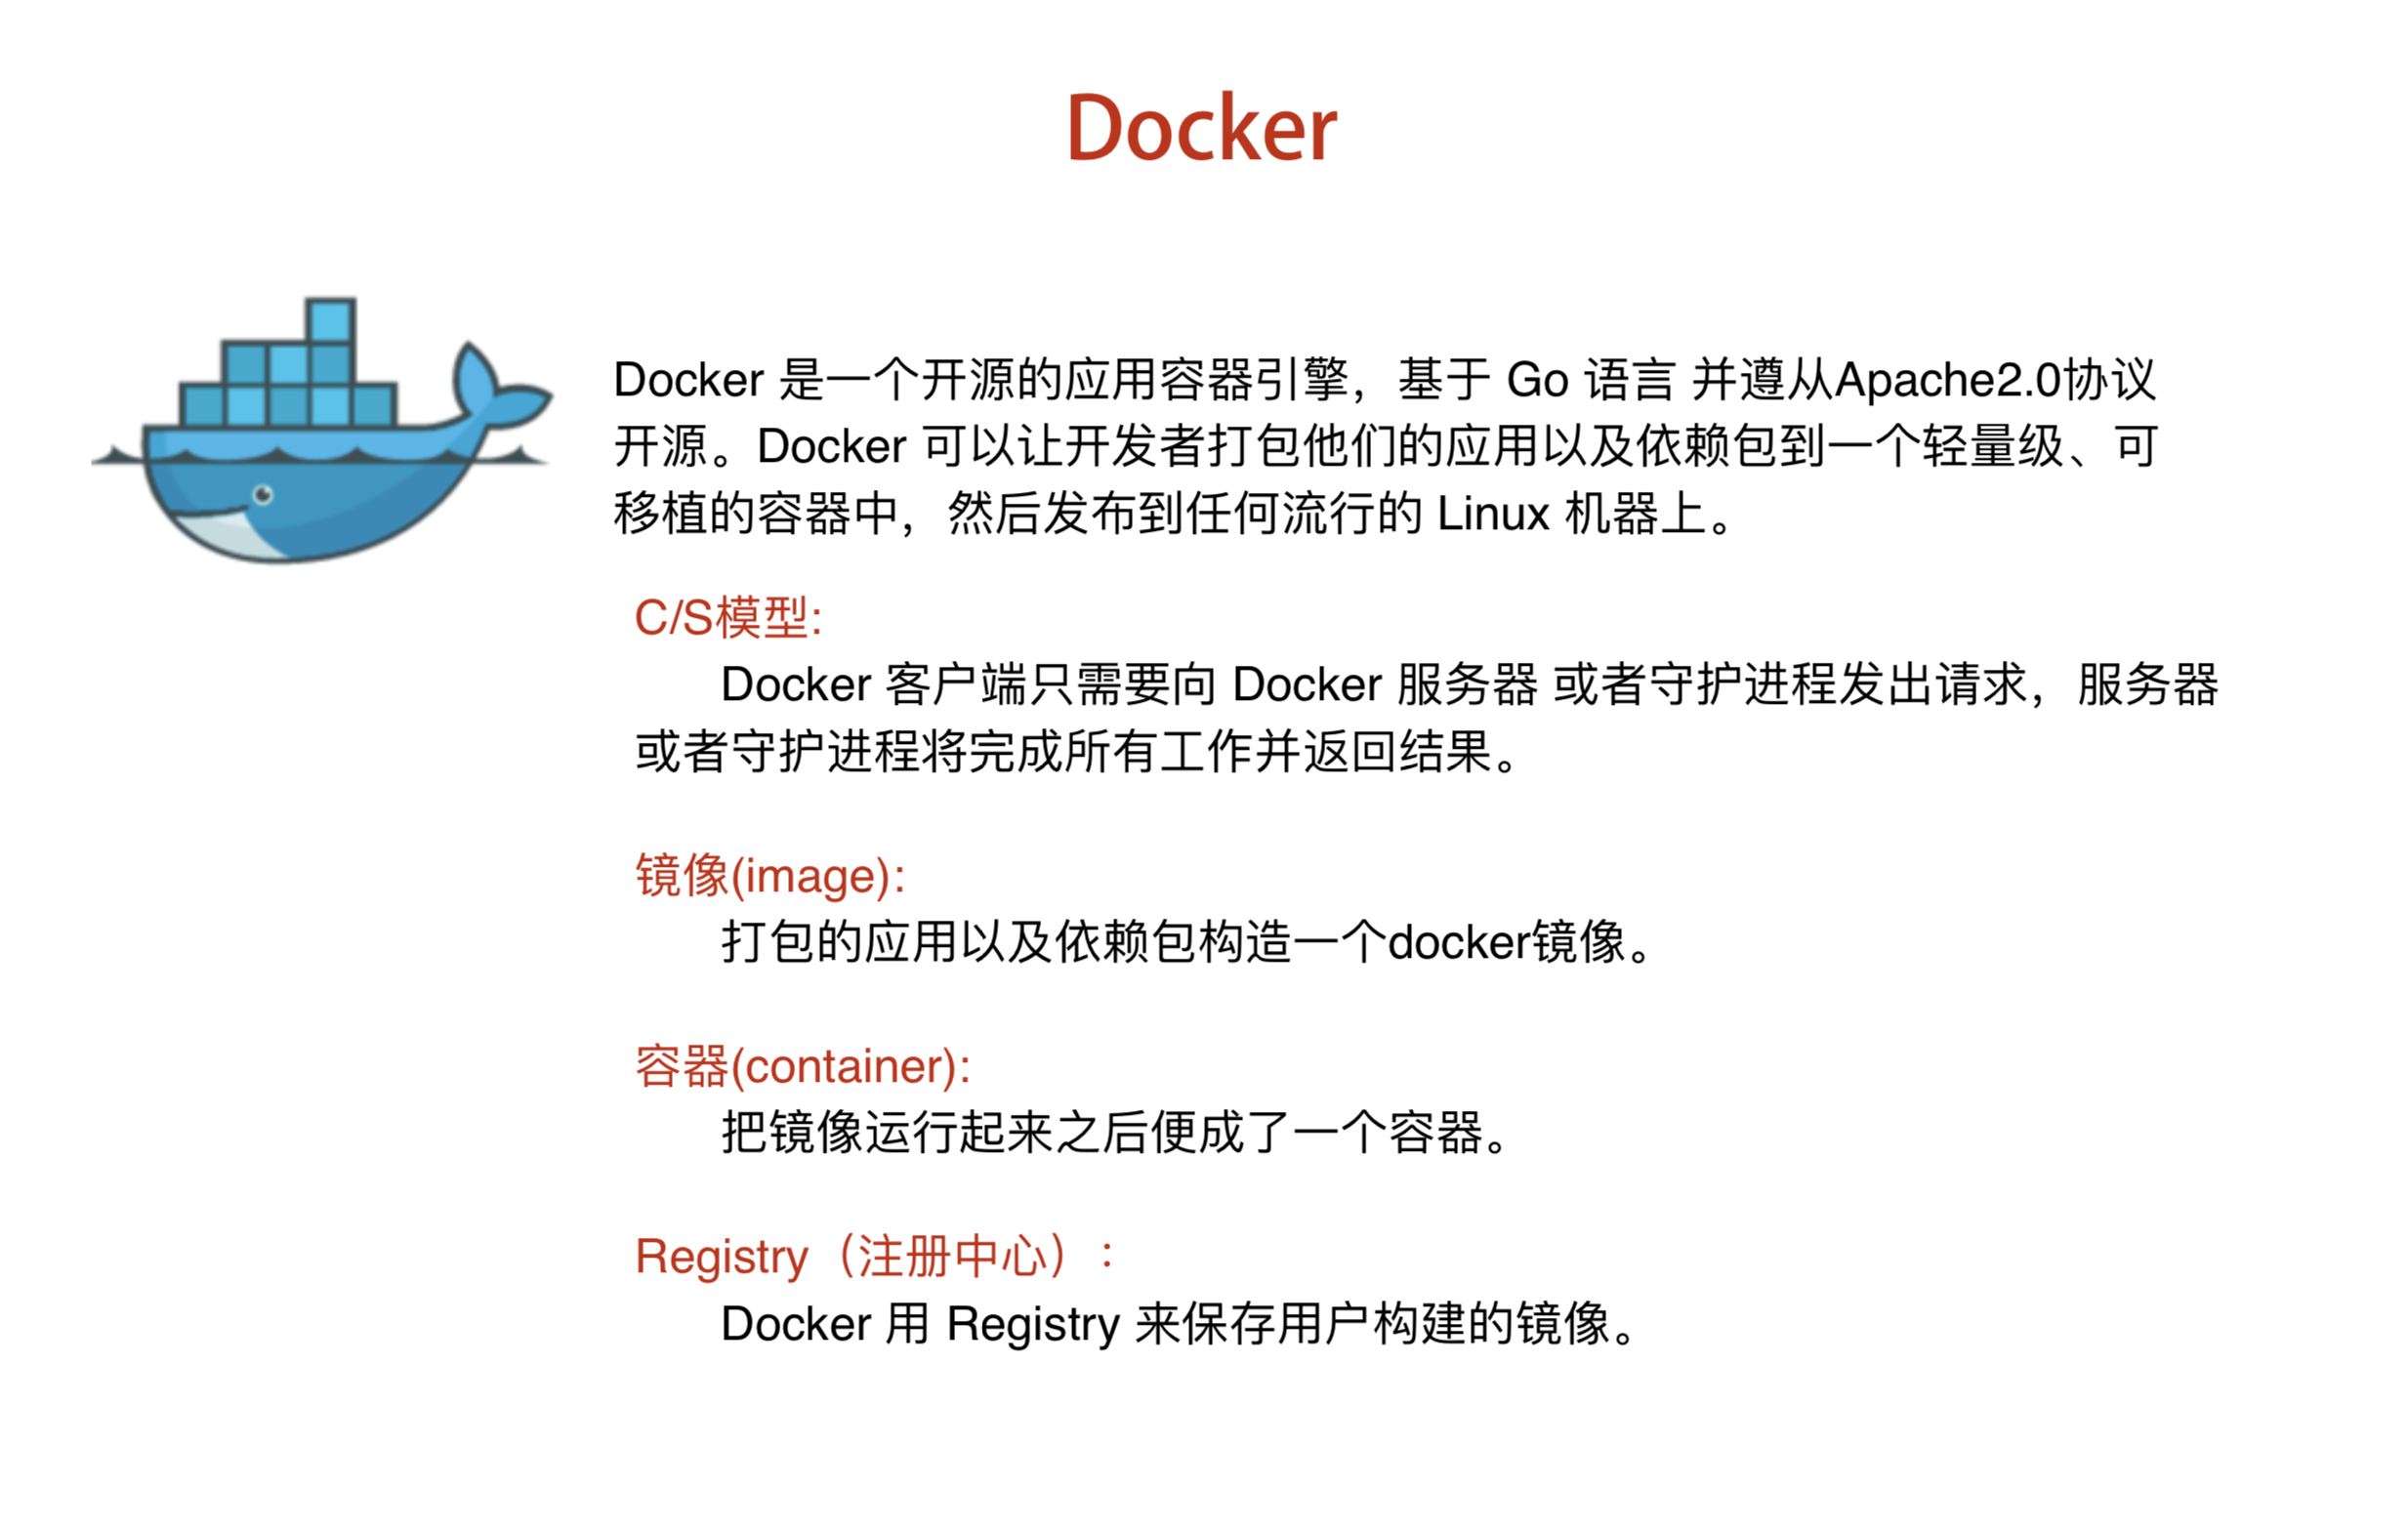 Docker
Docker 是一个开源的应用容器引擎，基于 Go 语言 并遵从Apache2.0协议
开源。Docker 可以让开发者打包他们的应用以及依赖包到一个轻量级、可
移植的容器中，然后发布到任何流行的 Linux 机器上。
C/S模型:
Docker 客户端只需要向 Docker 服务器 或者守护进程发出请求，服务器
或者守护进程将完成所有工作并返回结果。
镜像(image):
打包的应用以及依赖包构造一个docker镜像。
容器(container):
把镜像运行起来之后便成了一个容器。
Registry（注册中心）:
Docker 用 Registry 来保存用户构建的镜像。